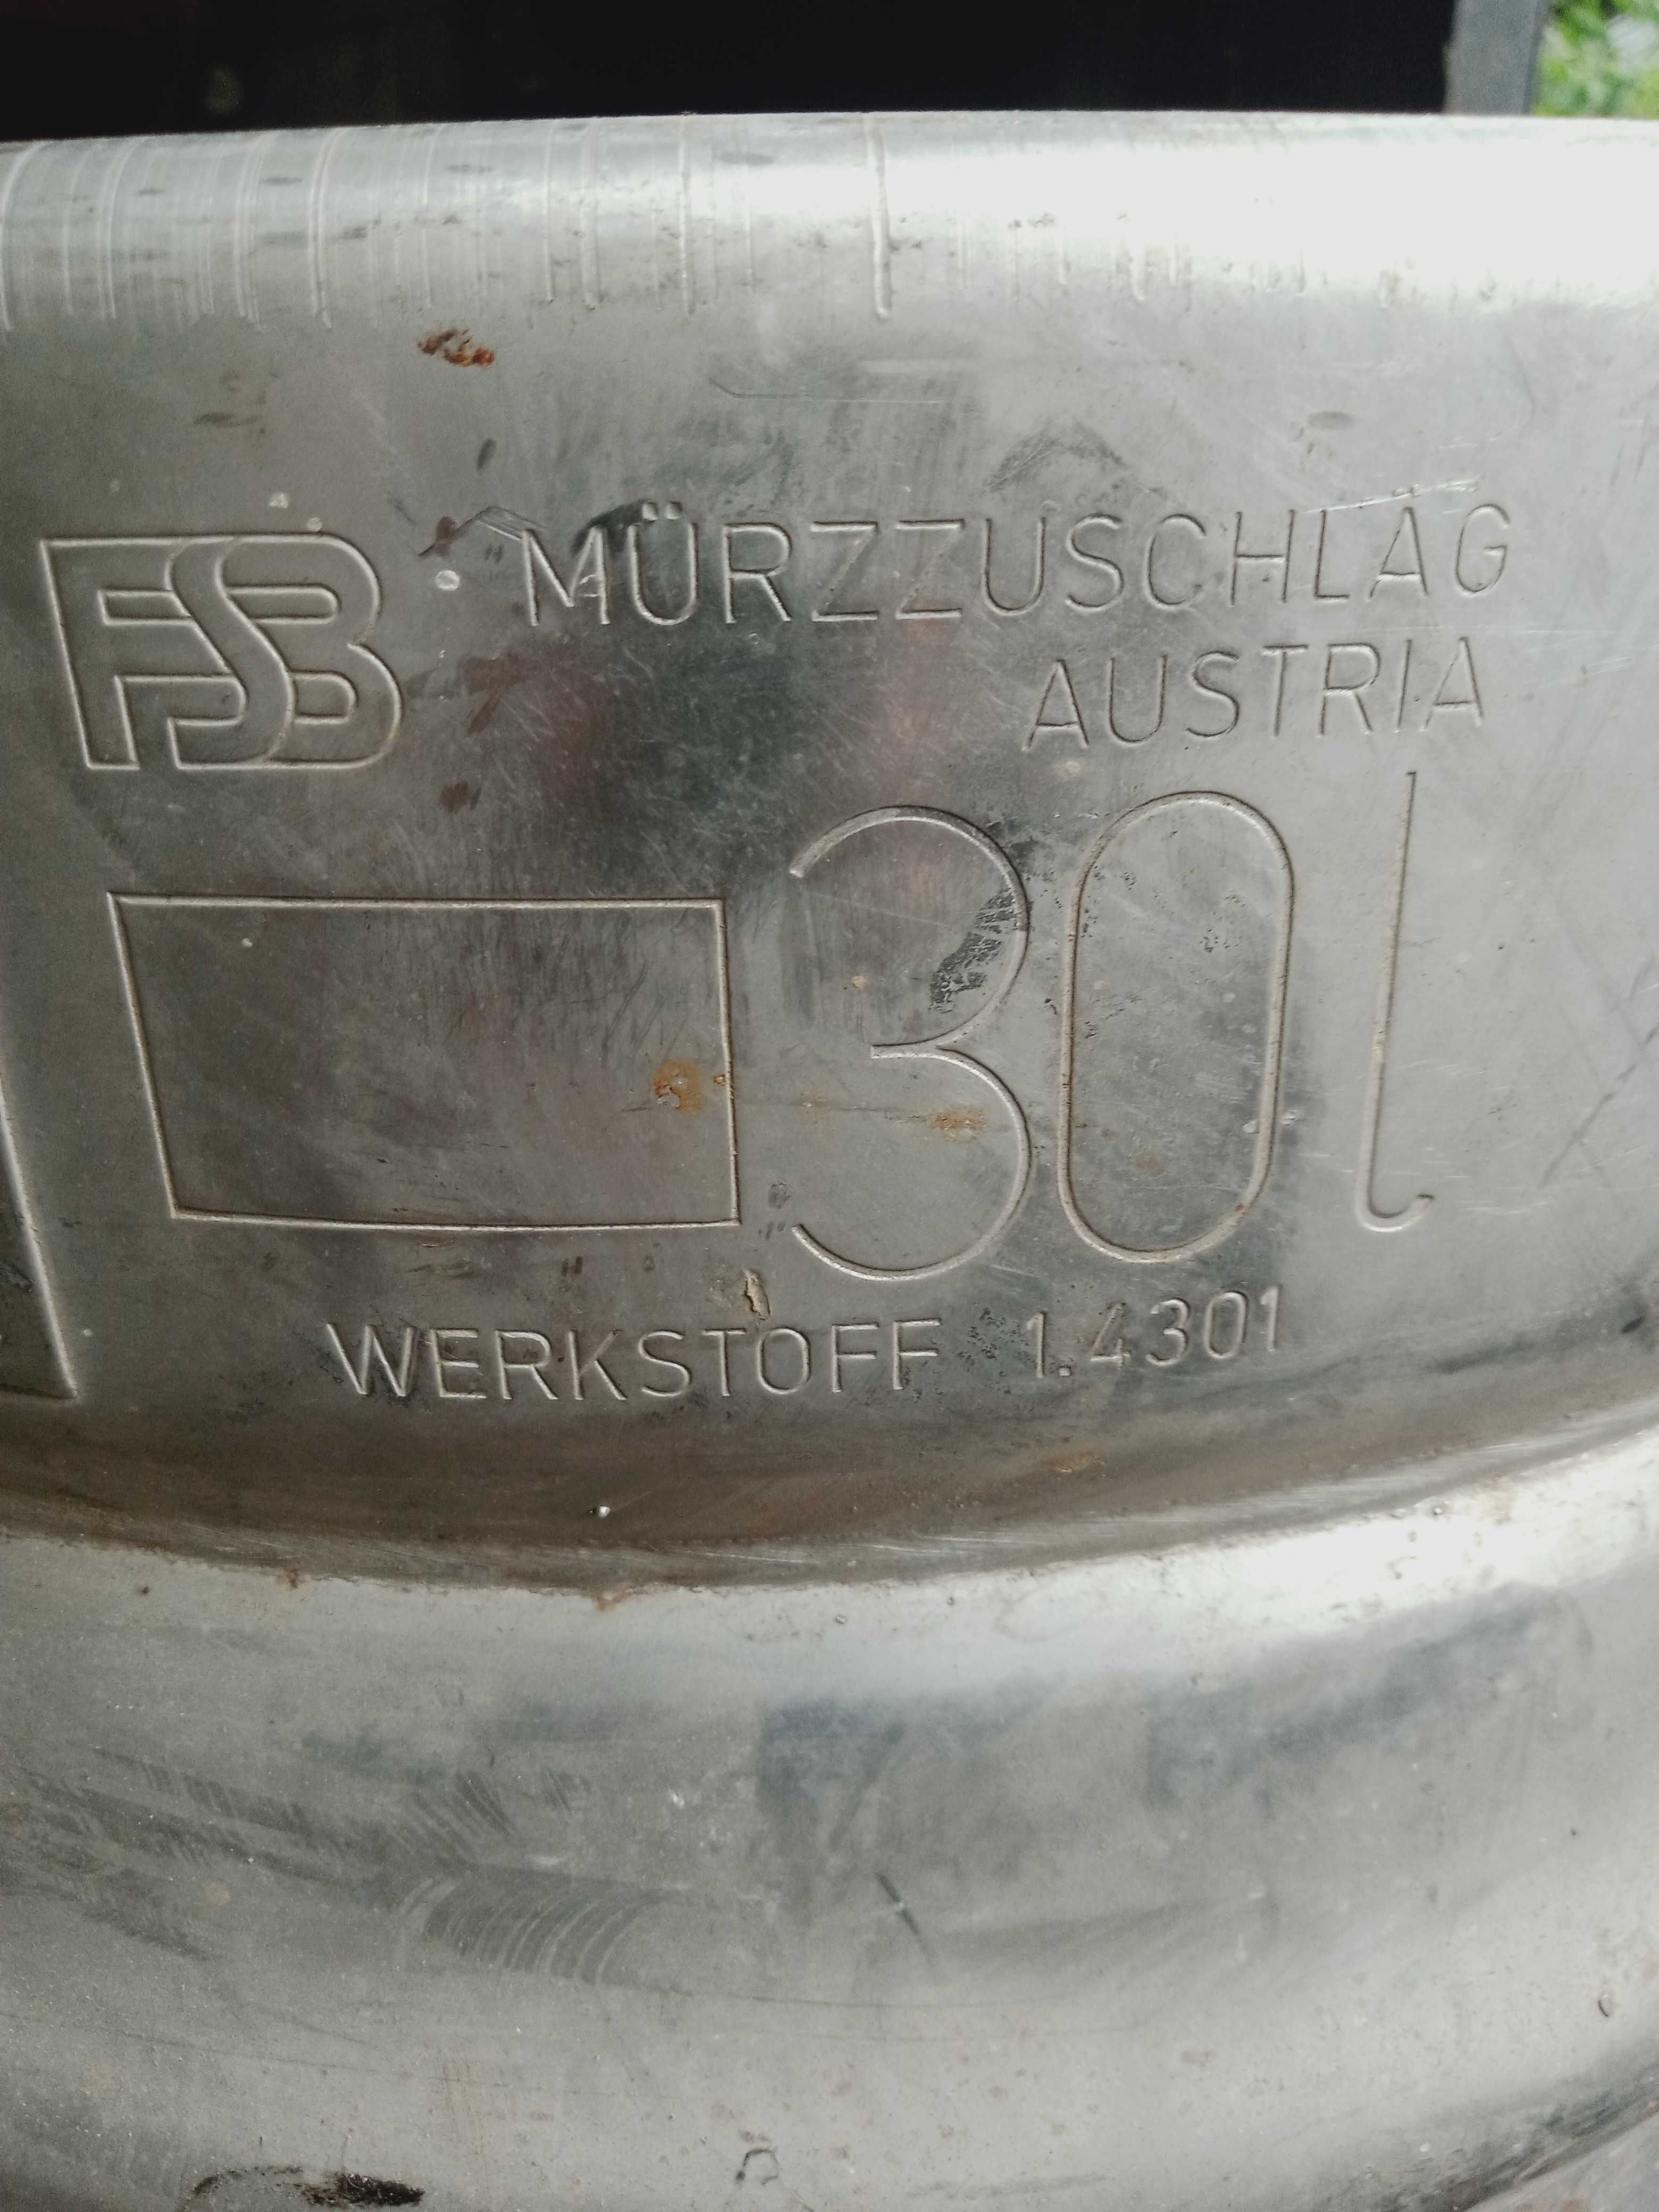 FSB MÜRZZUSCHLAG
AUSTRIA
30 l
WERKSTOFF 1.4301